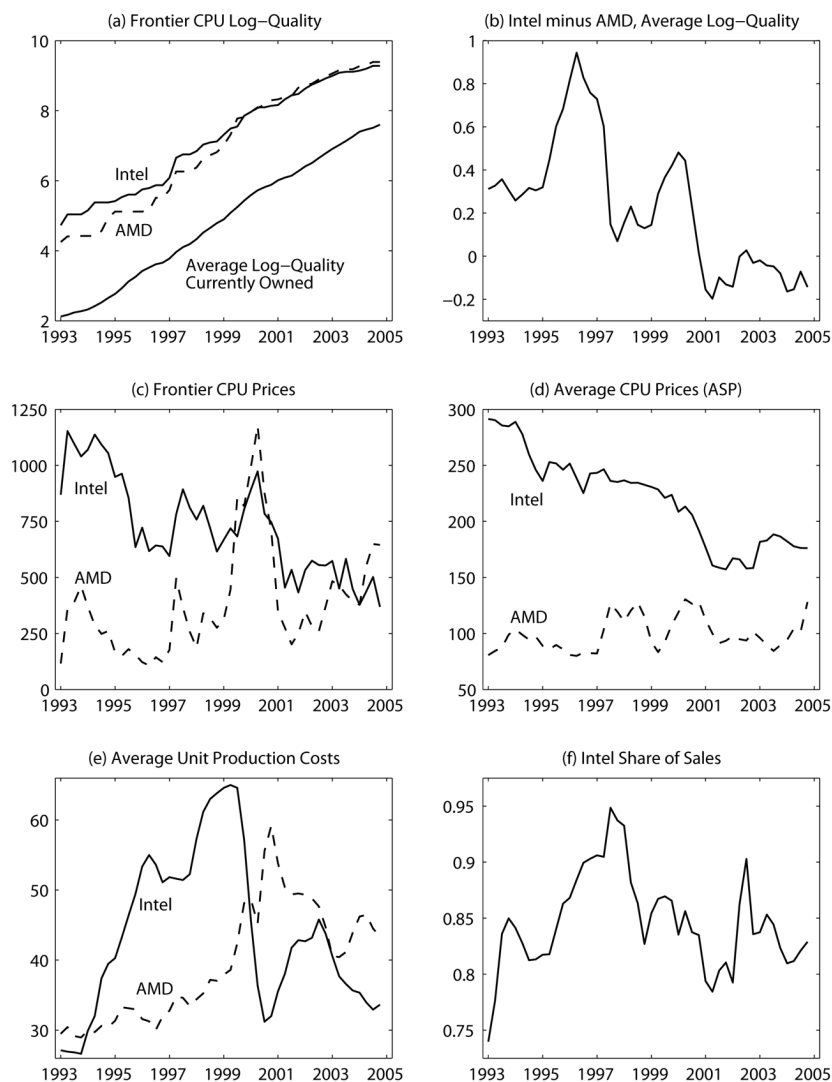 (a) Frontier CPU Log−Quality
10
8
6
4
2
Intel
AMD
Average Log−Quality
Currently Owned
1993 1995 1997 1999 2001 2003 2005
(b) Intel minus AMD, Average Log−Quality
1
0.8
0.6
0.4
0.2
0
−0.2
1993 1995 1997 1999 2001 2003 2005
(c) Frontier CPU Prices
1250
1000
750
500
250
0
Intel
AMD
1993 1995 1997 1999 2001 2003 2005
(d) Average CPU Prices (ASP)
300
250
200
150
100
50
Intel
AMD
1993 1995 1997 1999 2001 2003 2005
(e) Average Unit Production Costs
60
50
40
30
Intel
AMD
1993 1995 1997 1999 2001 2003 2005
(f) Intel Share of Sales
0.95
0.9
0.85
0.8
0.75
1993 1995 1997 1999 2001 2003 2005